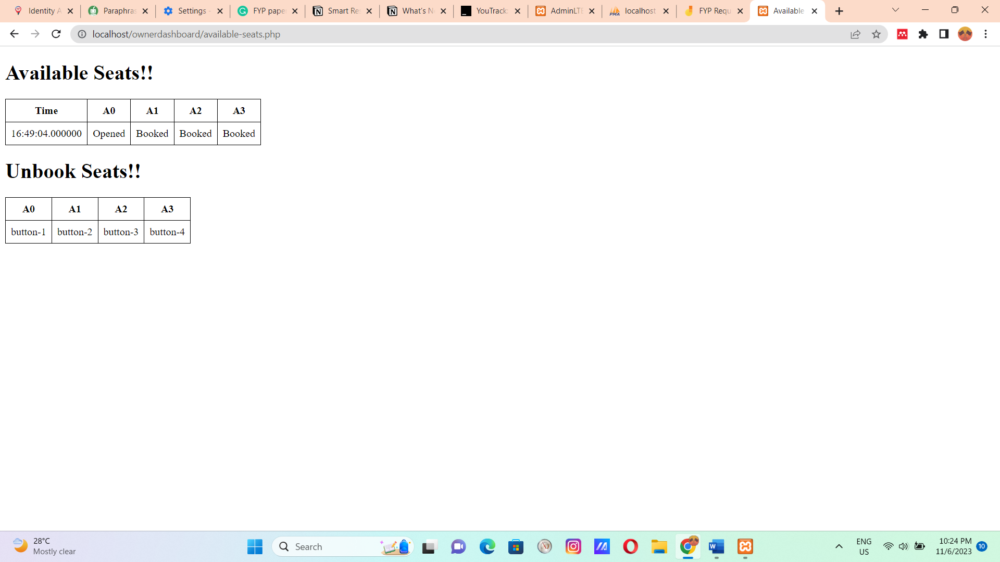 Identity A Paraphras Settings - FYP pape Smart Re What's N YouTrack AdminLTE localhost FYP Requ Available
localhost/ownerdashboard/available-seats.php
Available Seats!!
Time A0 A1 A2 A3
16:49:04.000000 Opened Booked Booked Booked
Unbook Seats!!
A0 A1 A2 A3
button-1 button-2 button-3 button-4
28°C
Mostly clear
Search
ENG
US
10:24 PM
11/6/2023
10